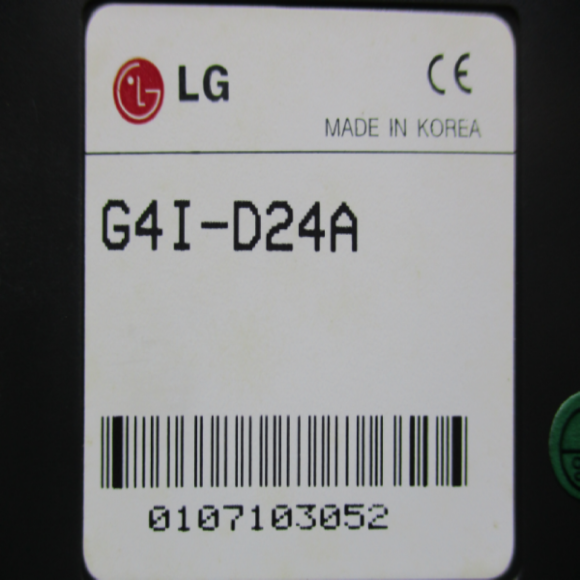 LG
CE
MADE IN KOREA
G4I-D24A
0107103052